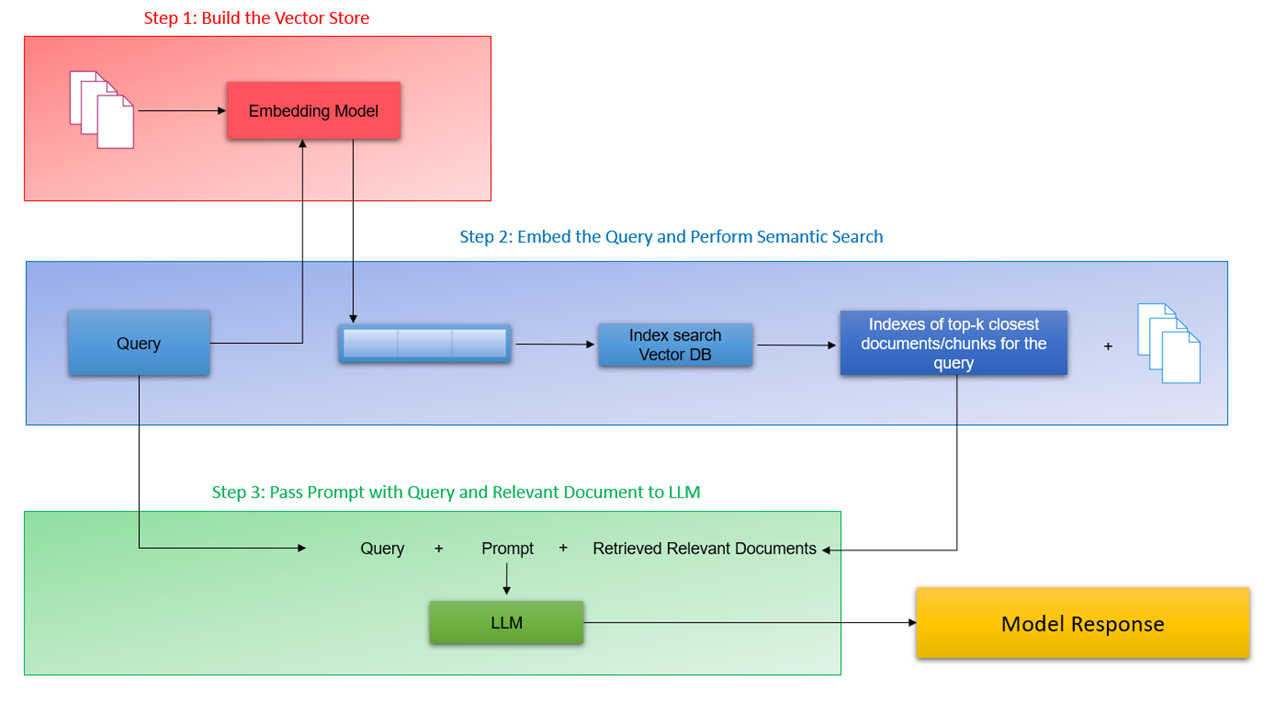 Step 1: Build the Vector Store
Embedding Model
Step 2: Embed the Query and Perform Semantic Search
Query
Index search
Vector DB
Indexes of top-k closest
documents/chunks for the
query
+
Step 3: Pass Prompt with Query and Relevant Document to LLM
Query + Prompt + Retrieved Relevant Documents
LLM
Model Response